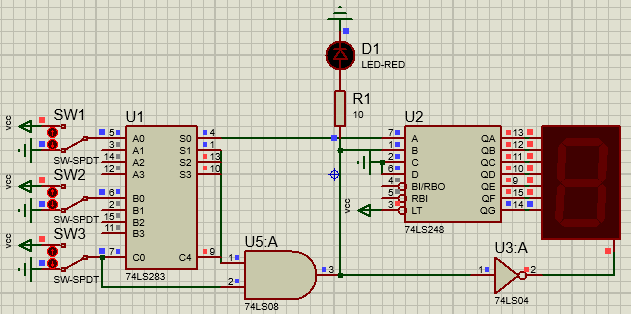 D1
LED-RED
R1
10
VCC SW1 U1 U2
5 A0 S0 4 7 A QA 13
3 A1 S1 1 1 B QB 12
SW-SPDT 14 A2 S2 13 2 C QC 11
12 A3 S3 10 6 D QD 10
VCC SW2 4 BI/RBO QE 9
6 B0 5 RBI QF 15
2 B1 VCC 3 LT QG 14
SW-SPDT 15 B2
11 B3 74LS248
VCC SW3 U5:A U3:A
7 C0 C4 9 1
3 1 2
SW-SPDT 74LS283 2
74LS08 74LS04